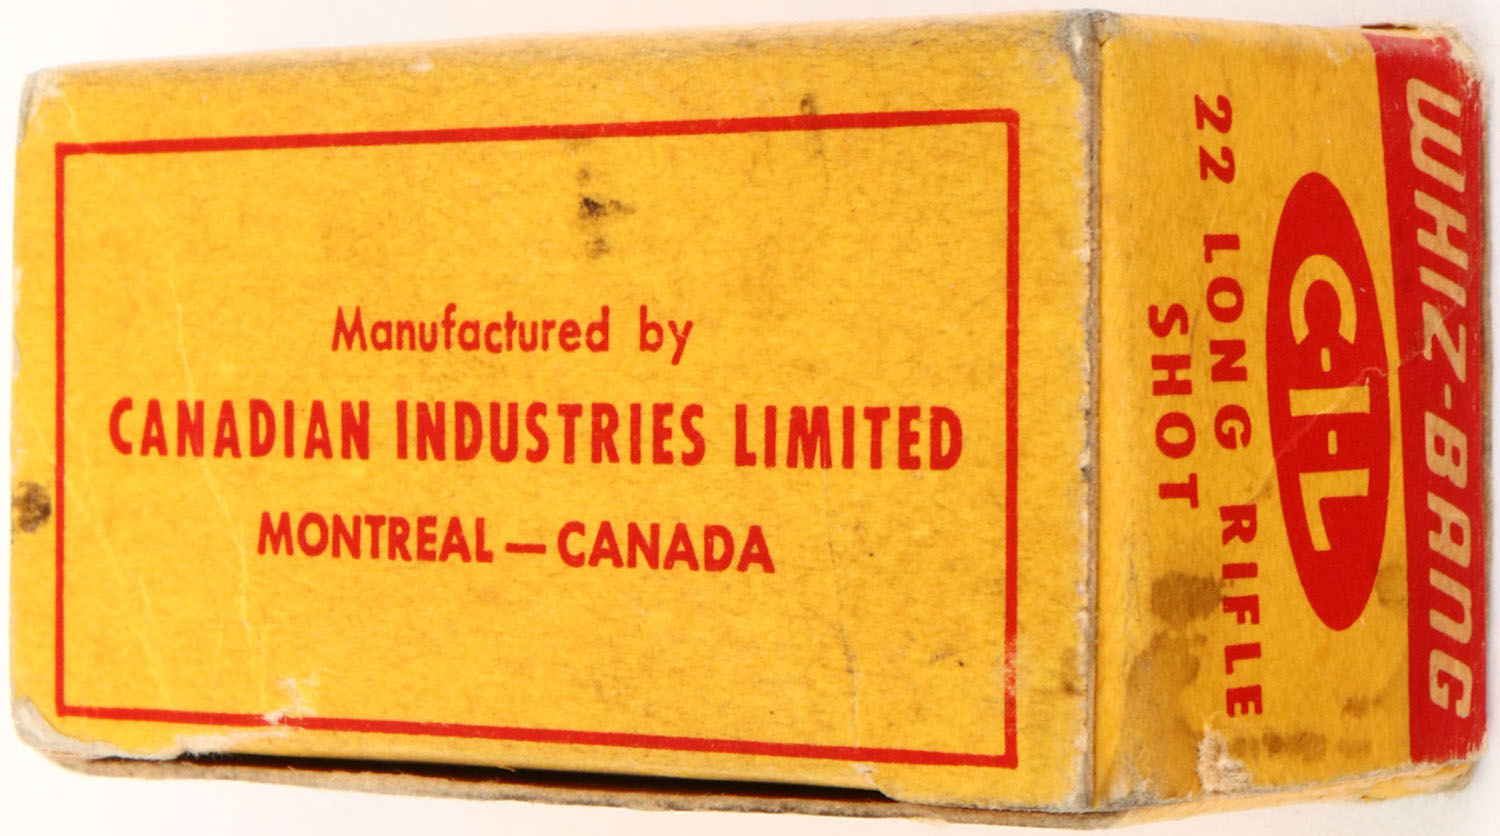 Manufactured by
CANADIAN INDUSTRIES LIMITED
MONTREAL—CANADA
WHIZ-BANG
C-I-L
22 LONG RIFLE
SHOT